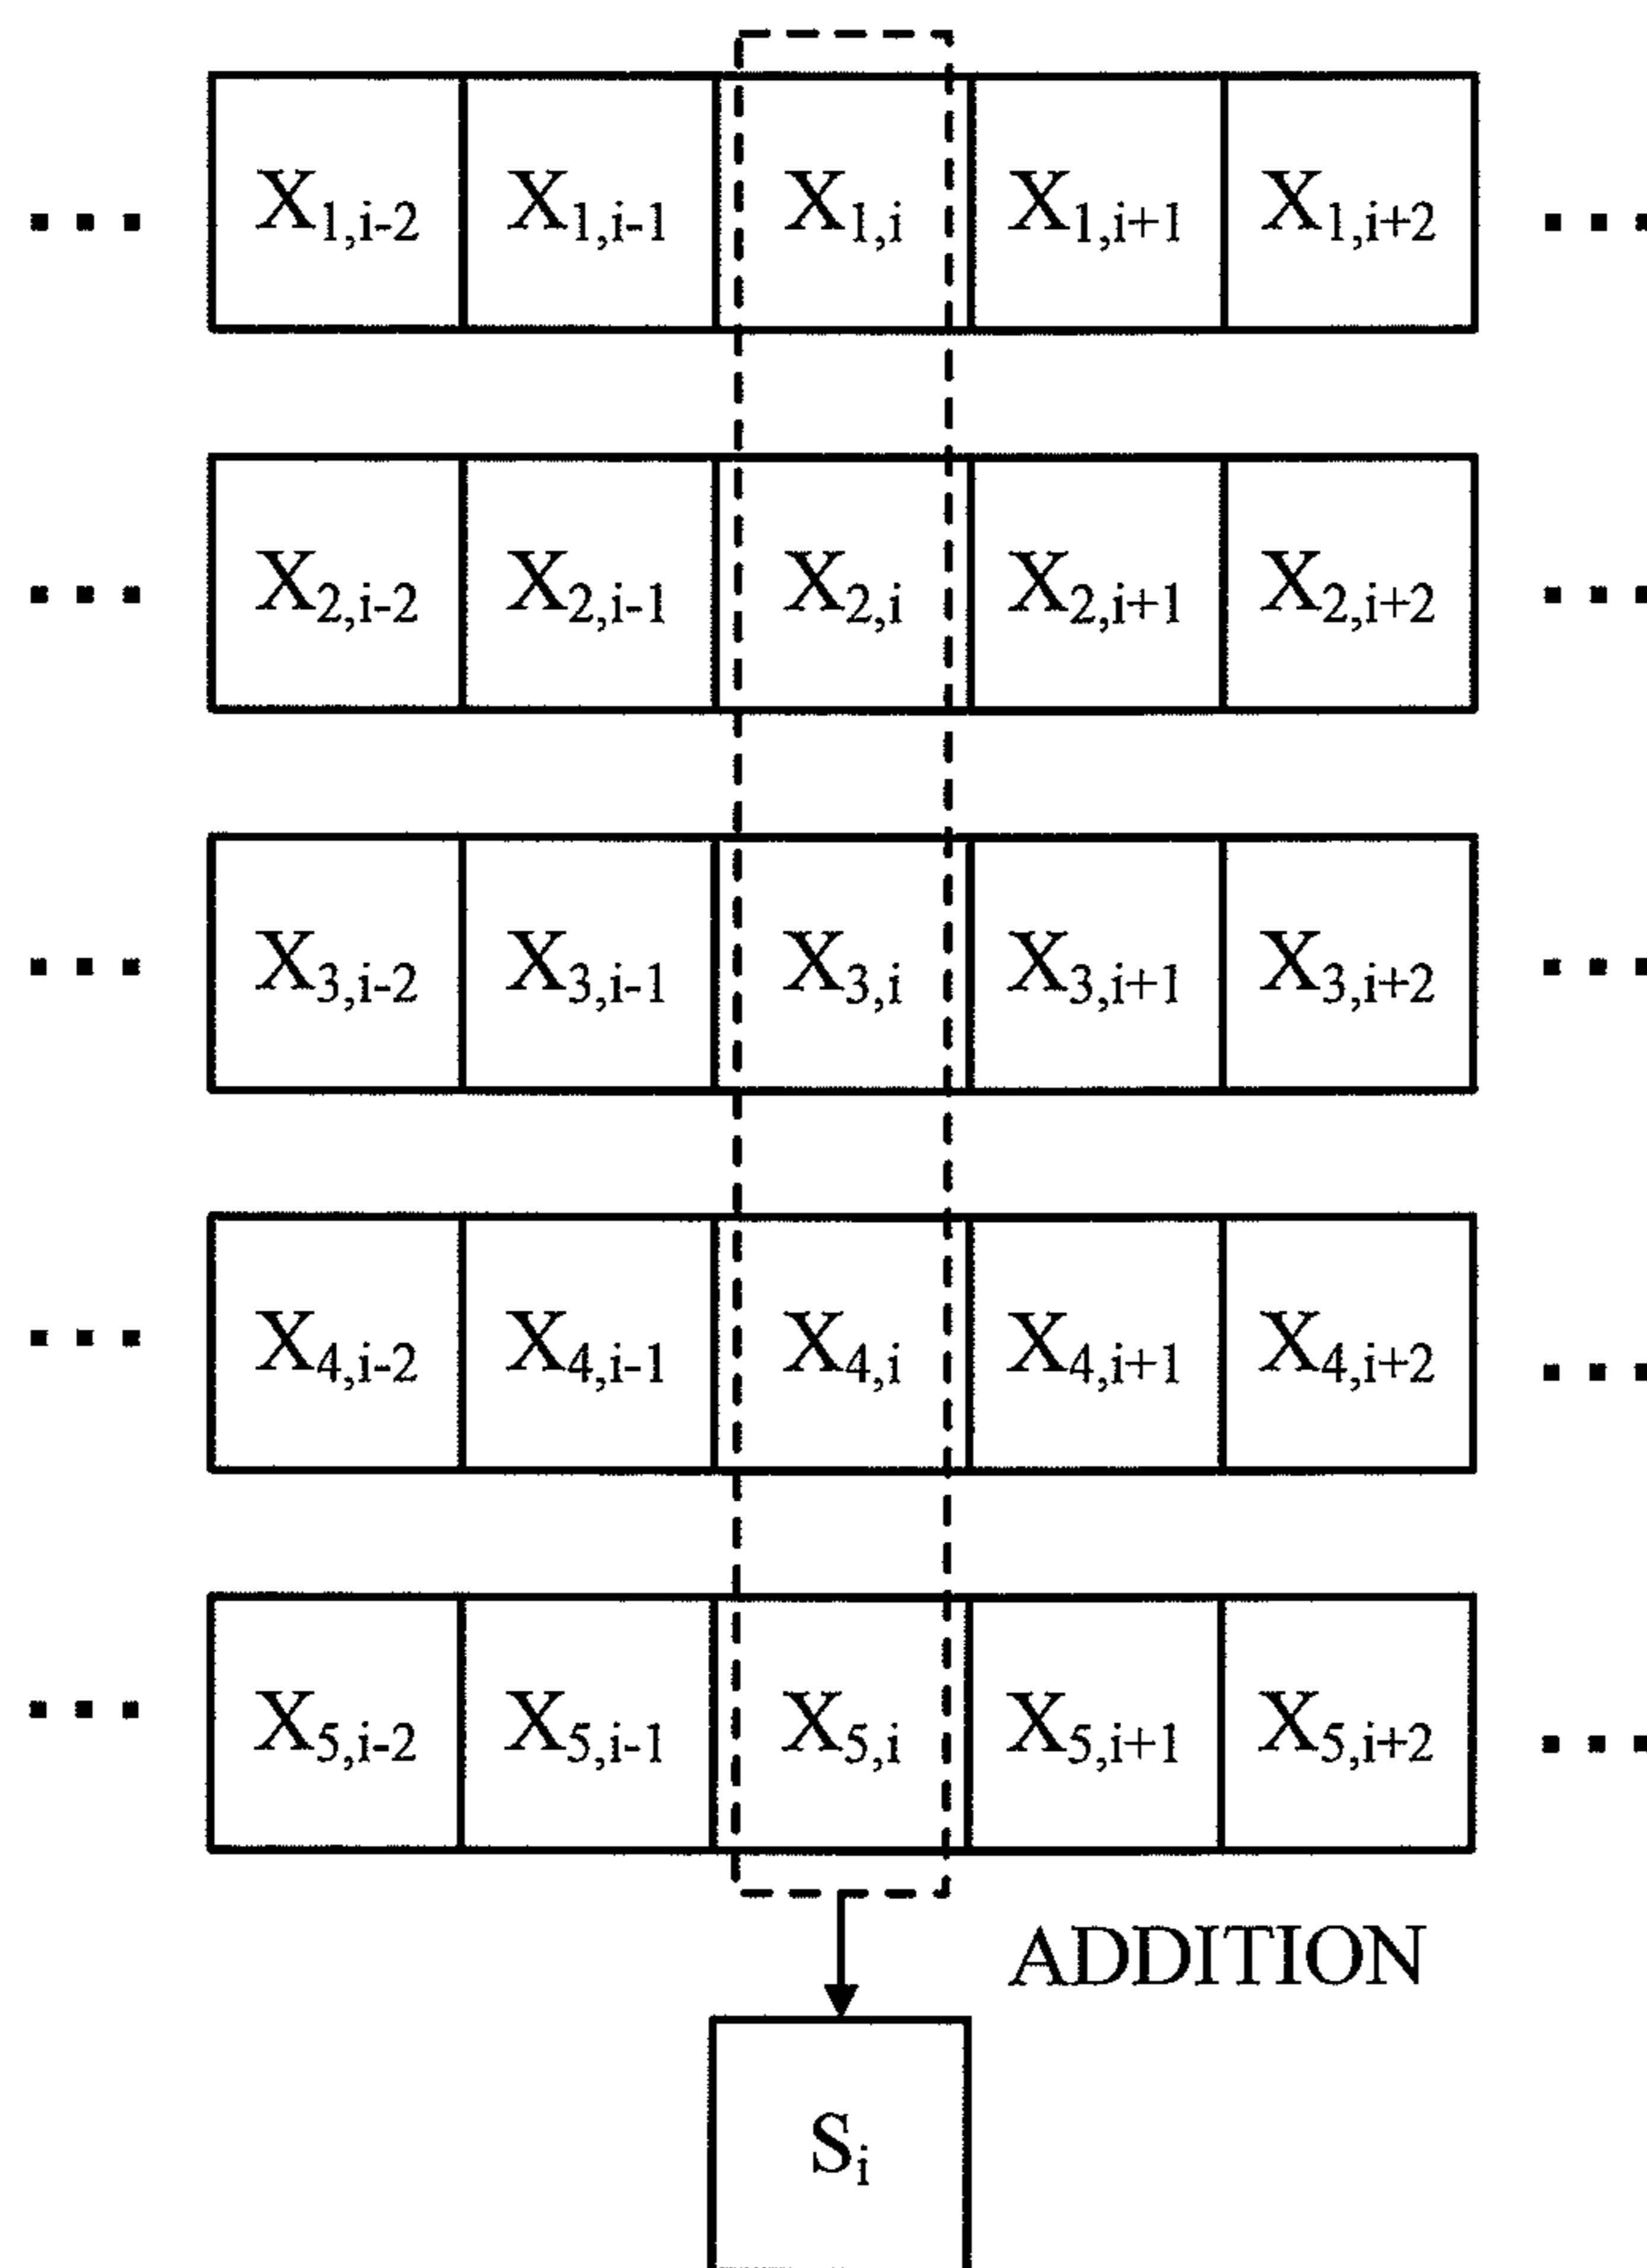 ... X1,i-2 X1,i-1 X1,i X1,i+1 X1,i+2 ...
... X2,i-2 X2,i-1 X2,i X2,i+1 X2,i+2 ...
... X3,i-2 X3,i-1 X3,i X3,i+1 X3,i+2 ...
... X4,i-2 X4,i-1 X4,i X4,i+1 X4,i+2 ...
... X5,i-2 X5,i-1 X5,i X5,i+1 X5,i+2 ...
ADDITION
Si